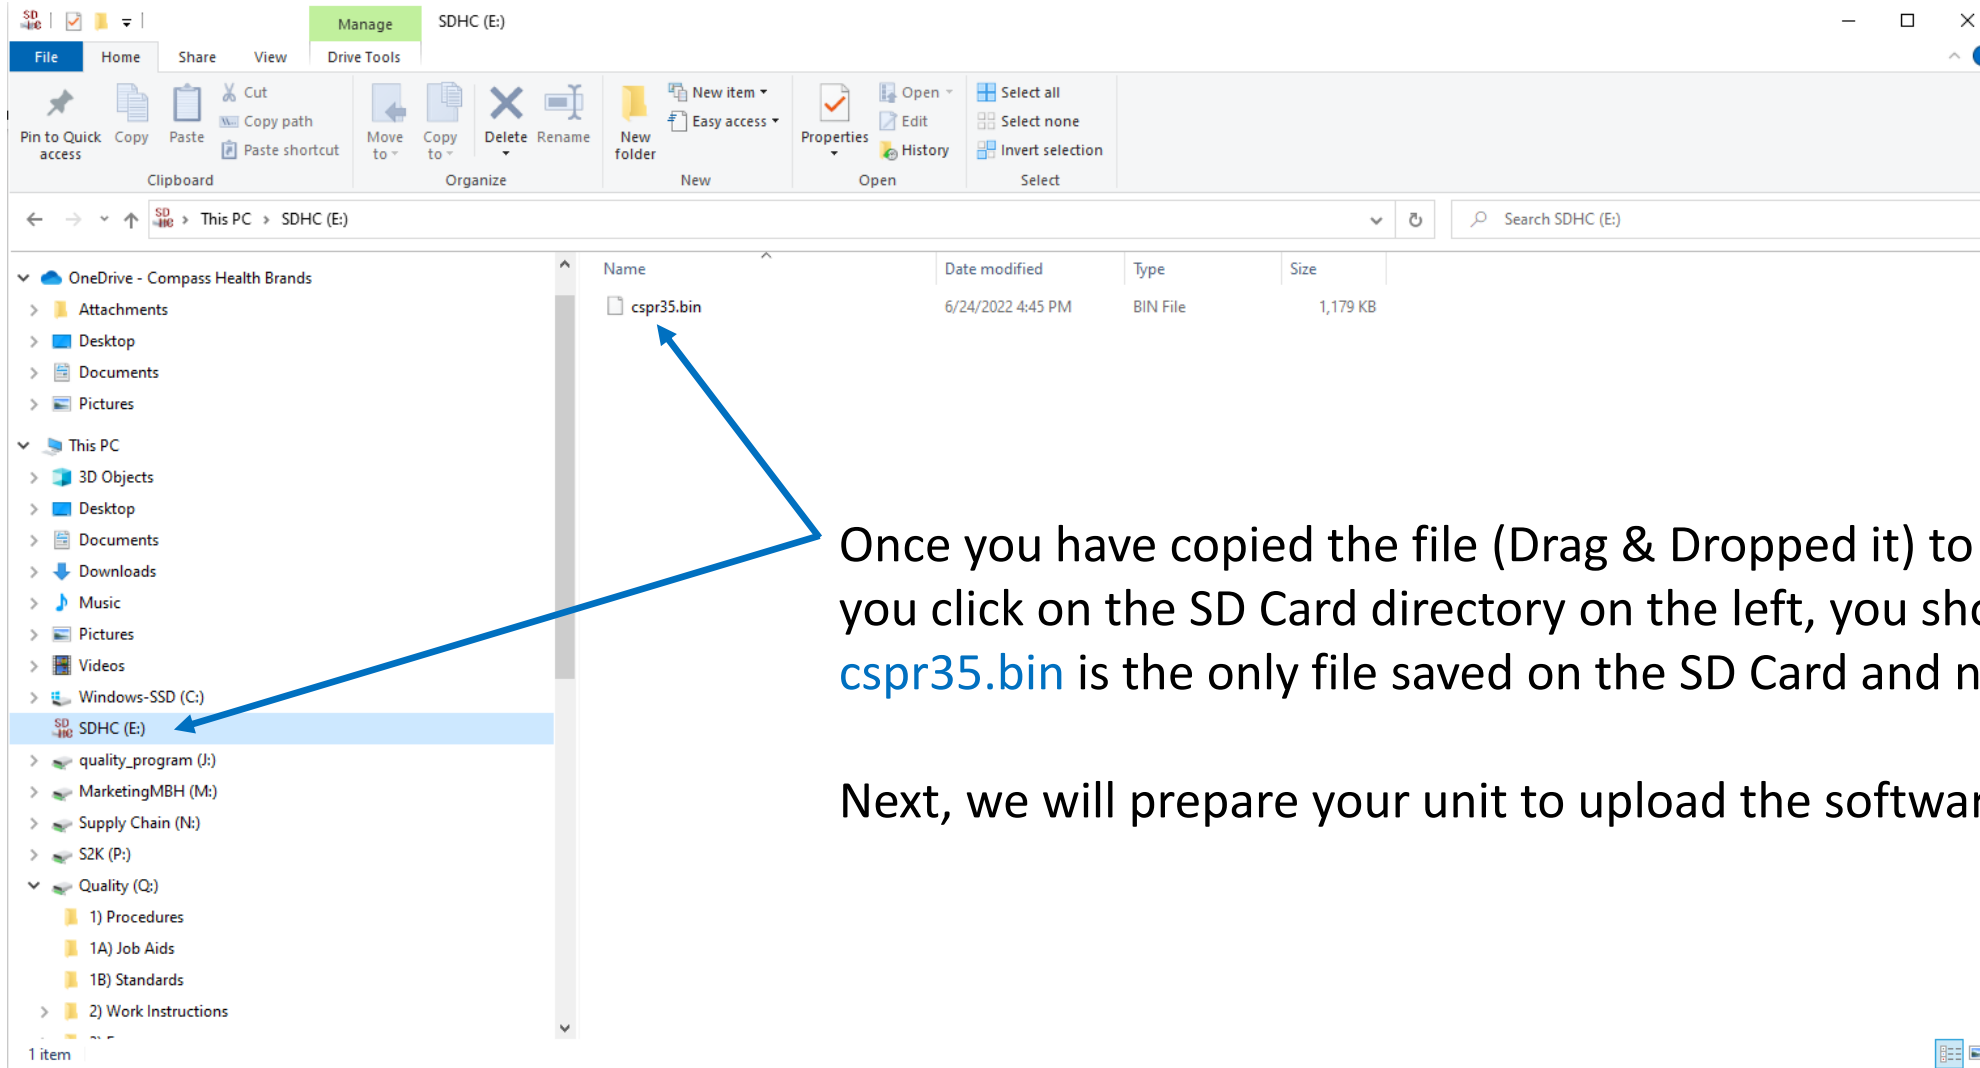 SD HC
Manage SDHC (E:)
File Home Share View Drive Tools
Pin to Quick access
Copy
Paste
Cut
Copy path
Paste shortcut
Clipboard
Move to
Copy to
Delete
Rename
Organize
New folder
New item
Easy access
New
Properties
Open
Edit
History
Open
Select all
Select none
Invert selection
Select
This PC > SDHC (E:)
Search SDHC (E:)
Name Date modified Type Size
cspr35.bin 6/24/2022 4:45 PM BIN File 1,179 KB
OneDrive - Compass Health Brands
Attachments
Desktop
Documents
Pictures
This PC
3D Objects
Desktop
Documents
Downloads
Music
Pictures
Videos
Windows-SSD (C:)
SDHC (E:)
quality_program (J:)
MarketingMBH (M:)
Supply Chain (N:)
S2K (P:)
Quality (Q:)
1) Procedures
1A) Job Aids
1B) Standards
2) Work Instructions
1 item
Once you have copied the file (Drag & Dropped it) to
you click on the SD Card directory on the left, you sho
cspr35.bin is the only file saved on the SD Card and n
Next, we will prepare your unit to upload the softwar